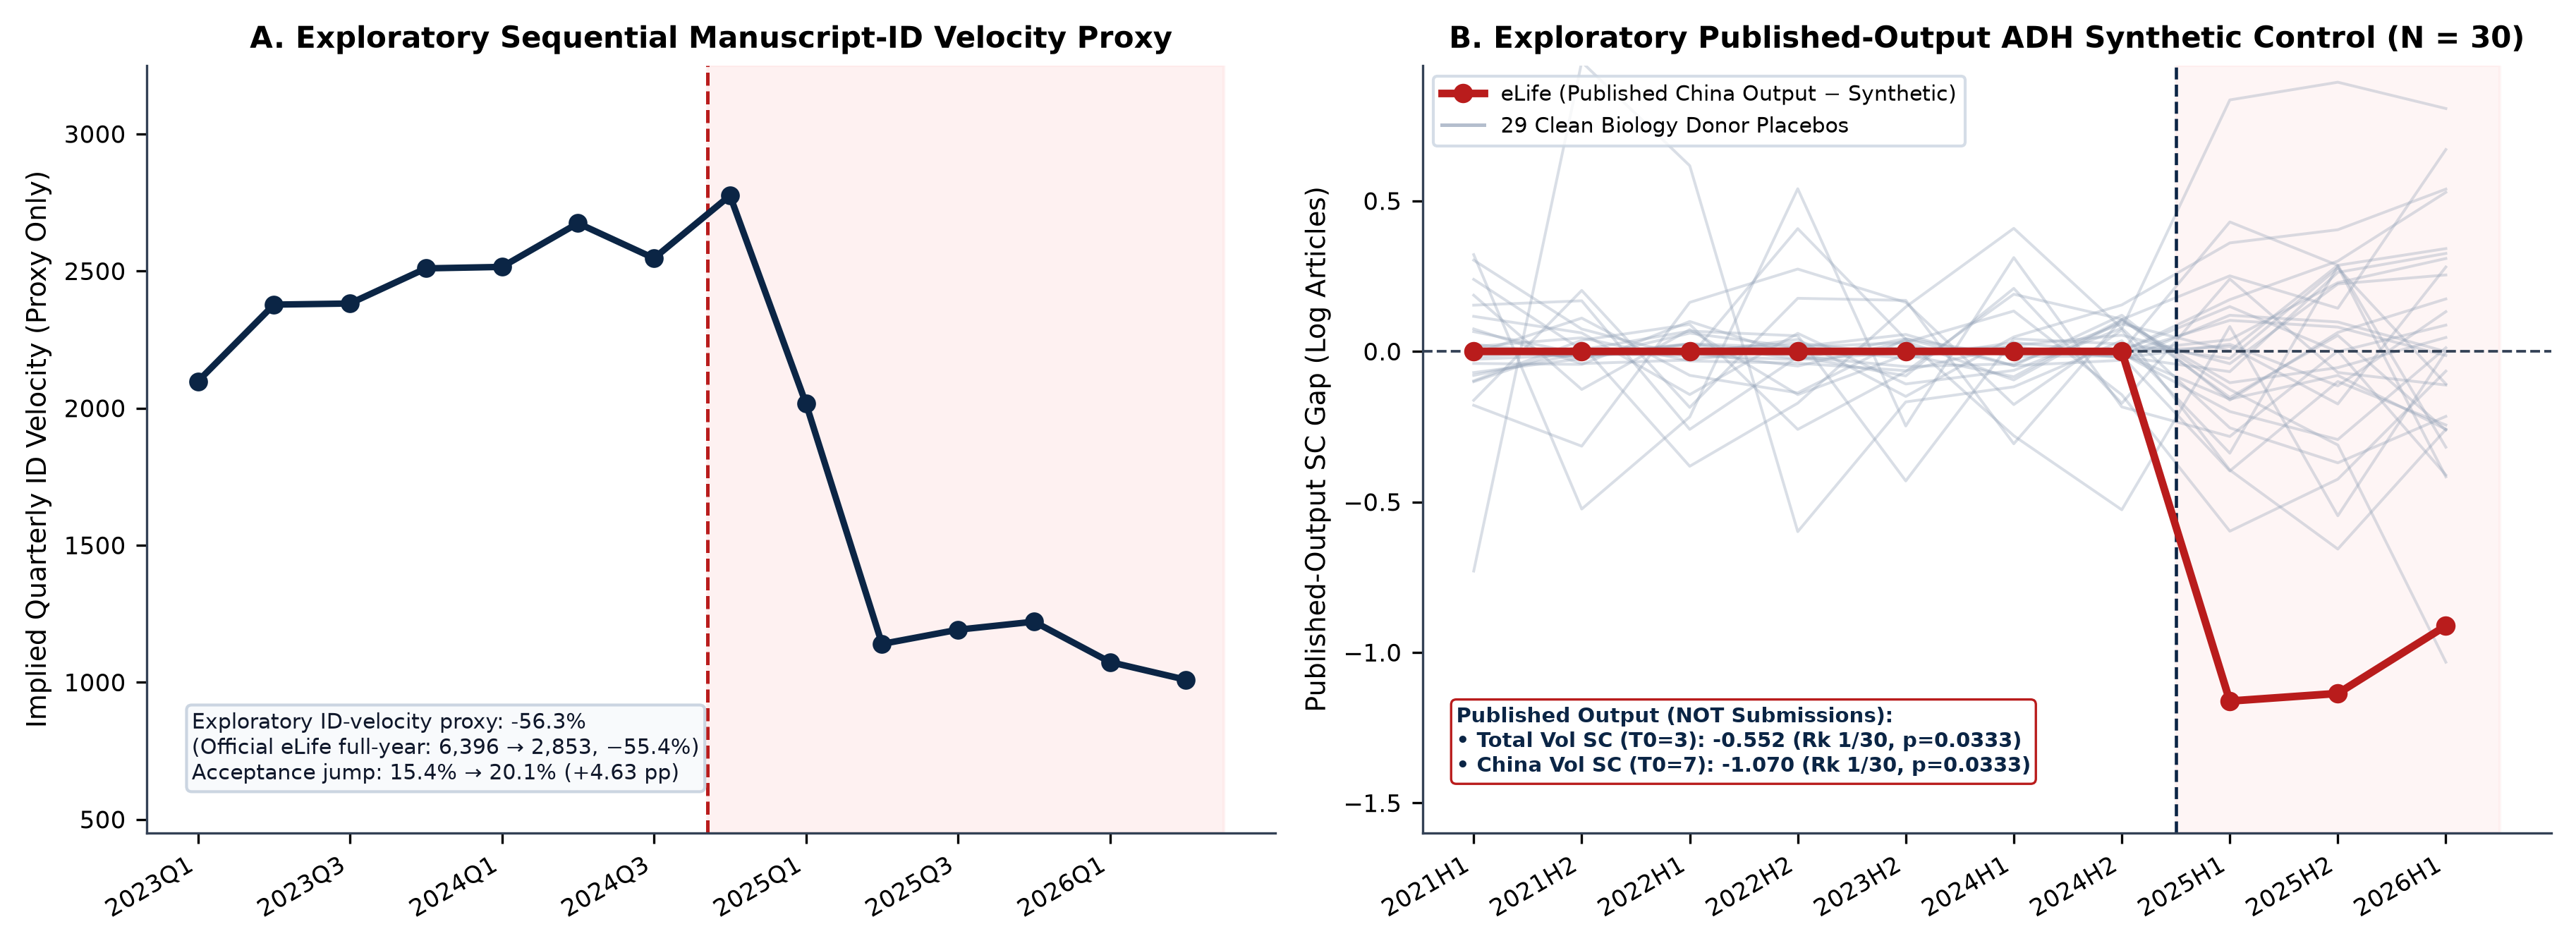 A. Exploratory Sequential Manuscript-ID Velocity Proxy
Implied Quarterly ID Velocity (Proxy Only)
3000
2500
2000
1500
1000
500
Exploratory ID-velocity proxy: -56.3%
(Official eLife full-year: 6,396 → 2,853, −55.4%)
Acceptance jump: 15.4% → 20.1% (+4.63 pp)
2023Q1
2023Q3
2024Q1
2024Q3
2025Q1
2025Q3
2026Q1
B. Exploratory Published-Output ADH Synthetic Control (N = 30)
Published-Output SC Gap (Log Articles)
eLife (Published China Output − Synthetic)
29 Clean Biology Donor Placebos
0.5
0.0
−0.5
−1.0
−1.5
Published Output (NOT Submissions):
• Total Vol SC (T0=3): -0.552 (Rk 1/30, p=0.0333)
• China Vol SC (T0=7): -1.070 (Rk 1/30, p=0.0333)
2021H1
2021H2
2022H1
2022H2
2023H2
2024H1
2024H2
2025H1
2025H2
2026H1